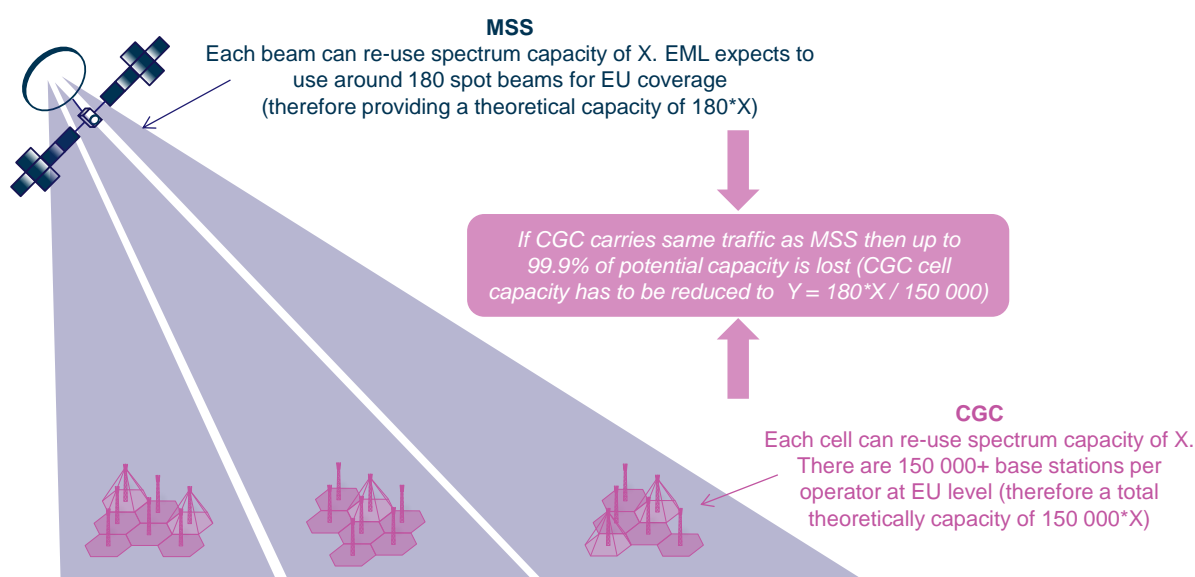 MSS
Each beam can re-use spectrum capacity of X. EML expects to
use around 180 spot beams for EU coverage
(therefore providing a theoretical capacity of 180*X)
If CGC carries same traffic as MSS then up to
99.9% of potential capacity is lost (CGC cell
capacity has to be reduced to  Y = 180*X / 150 000)
CGC
Each cell can re-use spectrum capacity of X.
There are 150 000+ base stations per
operator at EU level (therefore a total
theoretically capacity of 150 000*X)